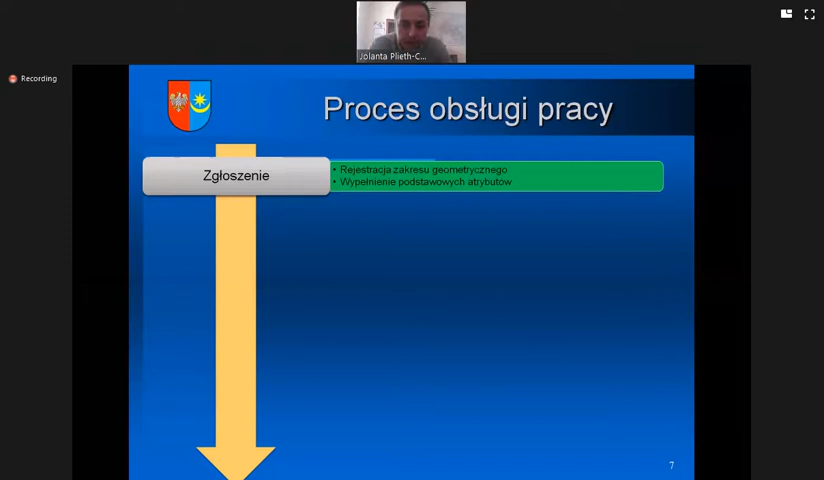 Jolanta Plieth-C...
Recording
Proces obsługi pracy
Zgłoszenie
• Rejestracja zakresu geometrycznego
• Wypełnienie podstawowych atrybutów
7